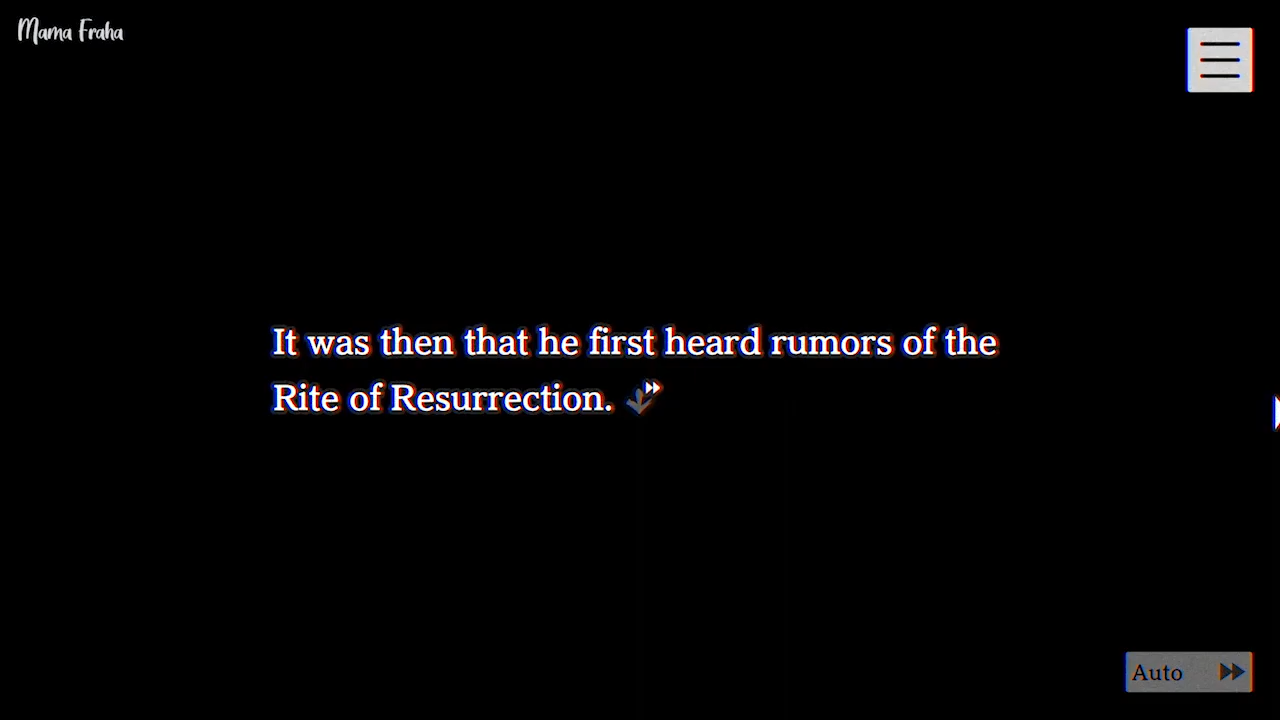 Mama Fraha
It was then that he first heard rumors of the
Rite of Resurrection.
Auto